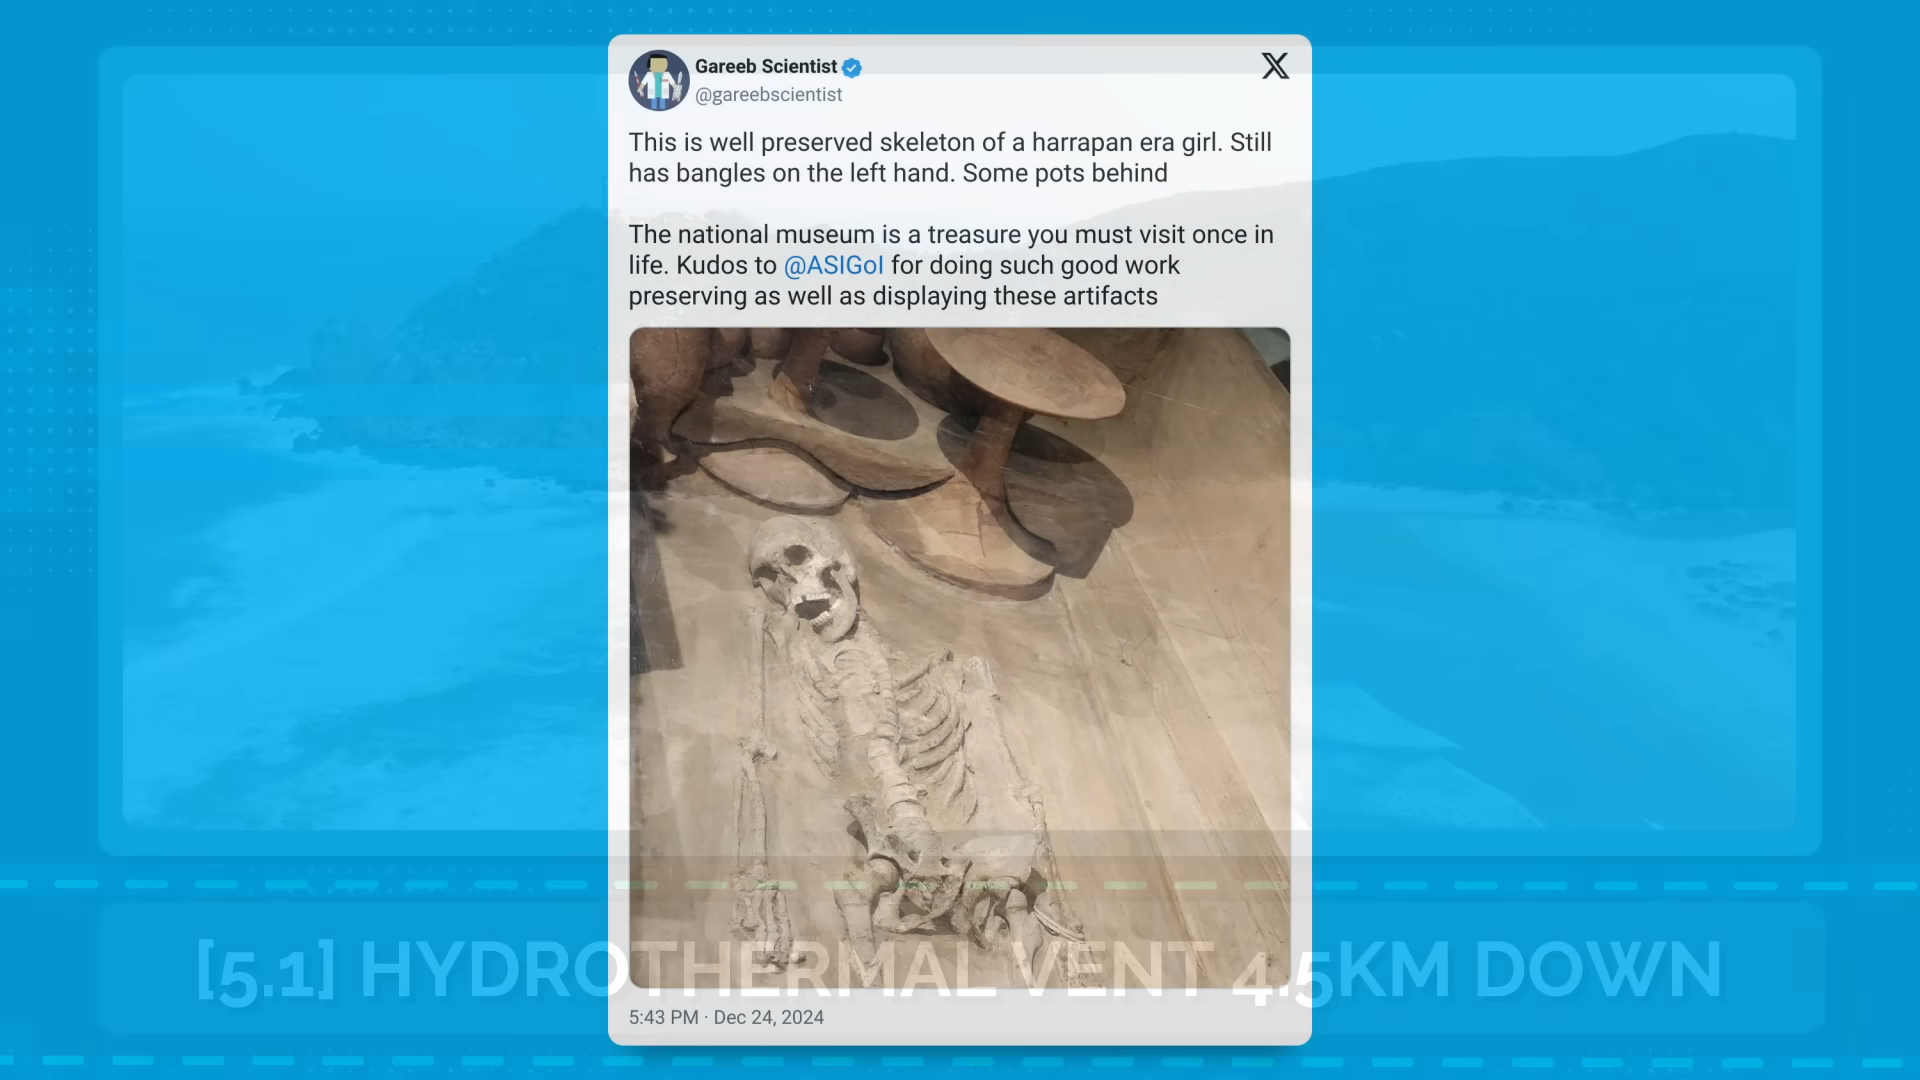 Gareeb Scientist
@gareebscientist
This is well preserved skeleton of a harrapan era girl. Still
has bangles on the left hand. Some pots behind
The national museum is a treasure you must visit once in
life. Kudos to @ASIGoI for doing such good work
preserving as well as displaying these artifacts
[5.1] HYDROTHERMAL VENT 4.5KM DOWN
5:43 PM · Dec 24, 2024